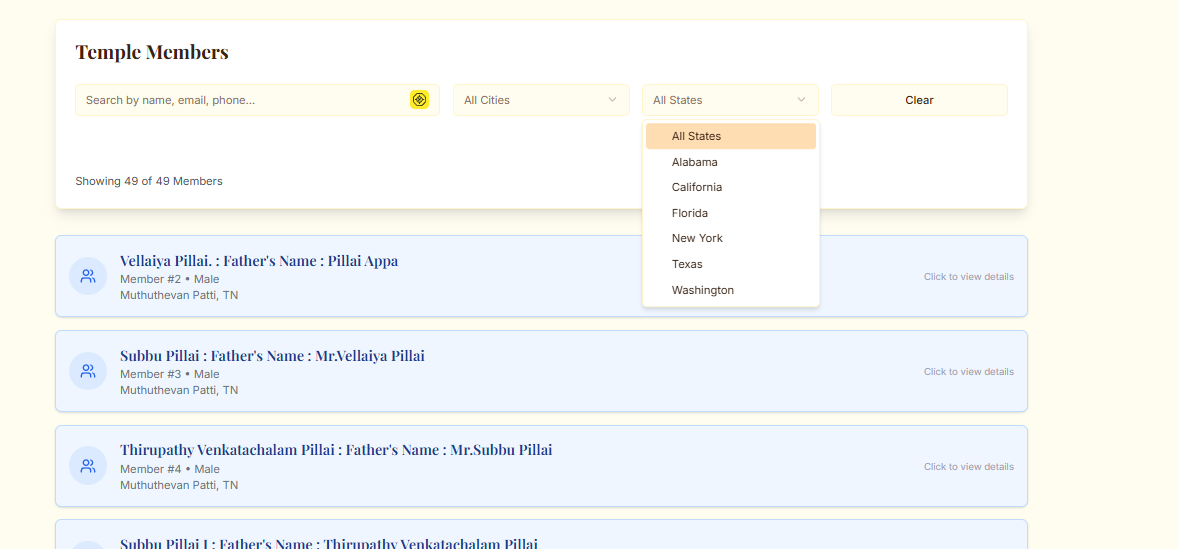 Temple Members
Search by name, email, phone...
All Cities
All States
Clear
All States
Alabama
California
Florida
New York
Texas
Washington
Showing 49 of 49 Members
Vellaiya Pillai. : Father's Name : Pillai Appa
Member #2 • Male
Muthuthevan Patti, TN
Click to view details
Subbu Pillai : Father's Name : Mr.Vellaiya Pillai
Member #3 • Male
Muthuthevan Patti, TN
Click to view details
Thirupathy Venkatachalam Pillai : Father's Name : Mr.Subbu Pillai
Member #4 • Male
Muthuthevan Patti, TN
Click to view details
Subbu Pillai I : Father's Name : Thirupathy Venkatachalam Pillai